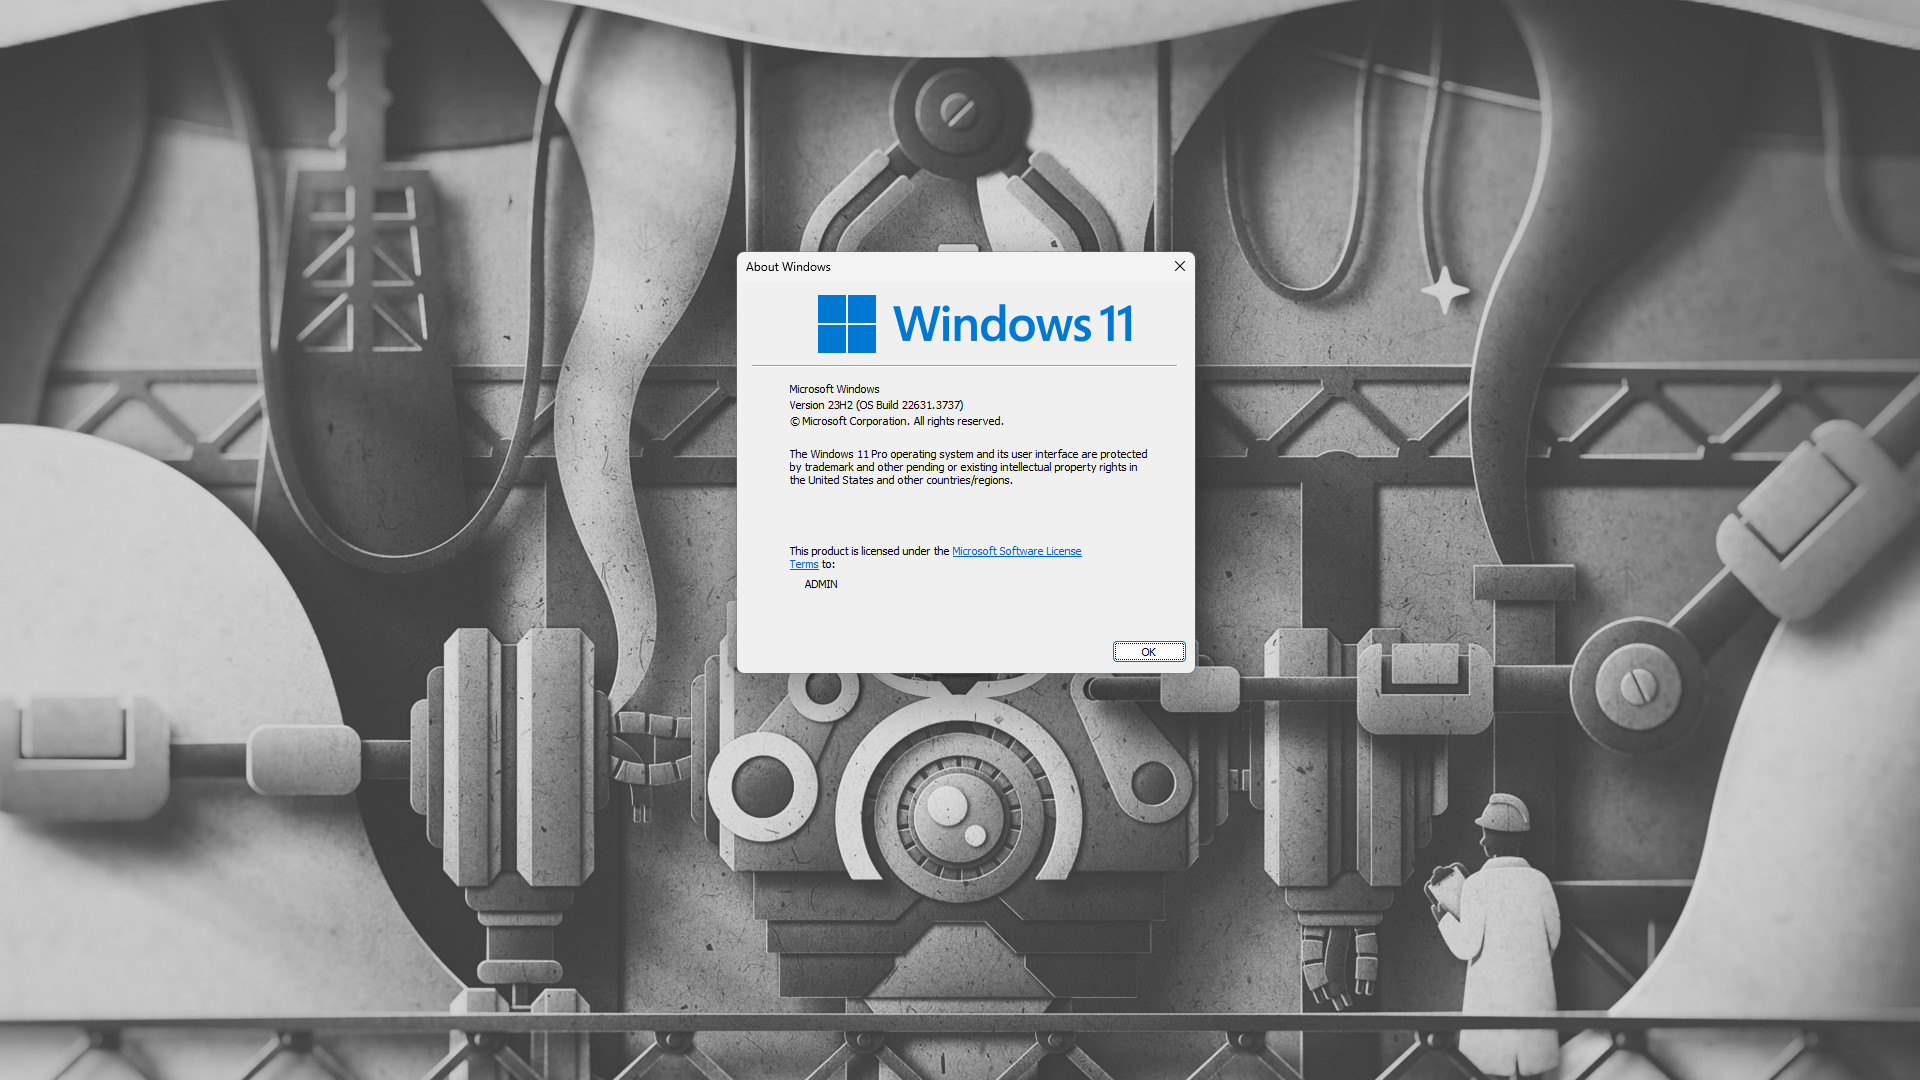 About Windows
Windows 11
Microsoft Windows
Version 23H2 (OS Build 22631.3737)
© Microsoft Corporation. All rights reserved.
The Windows 11 Pro operating system and its user interface are protected
by trademark and other pending or existing intellectual property rights in
the United States and other countries/regions.
This product is licensed under the Microsoft Software License
Terms to:
ADMIN
OK